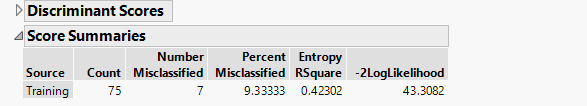 Discriminant Scores
Score Summaries
Number Percent Entropy
Source Count Misclassified Misclassified RSquare -2LogLikelihood
Training 75 7 9.33333 0.42302 43.3082